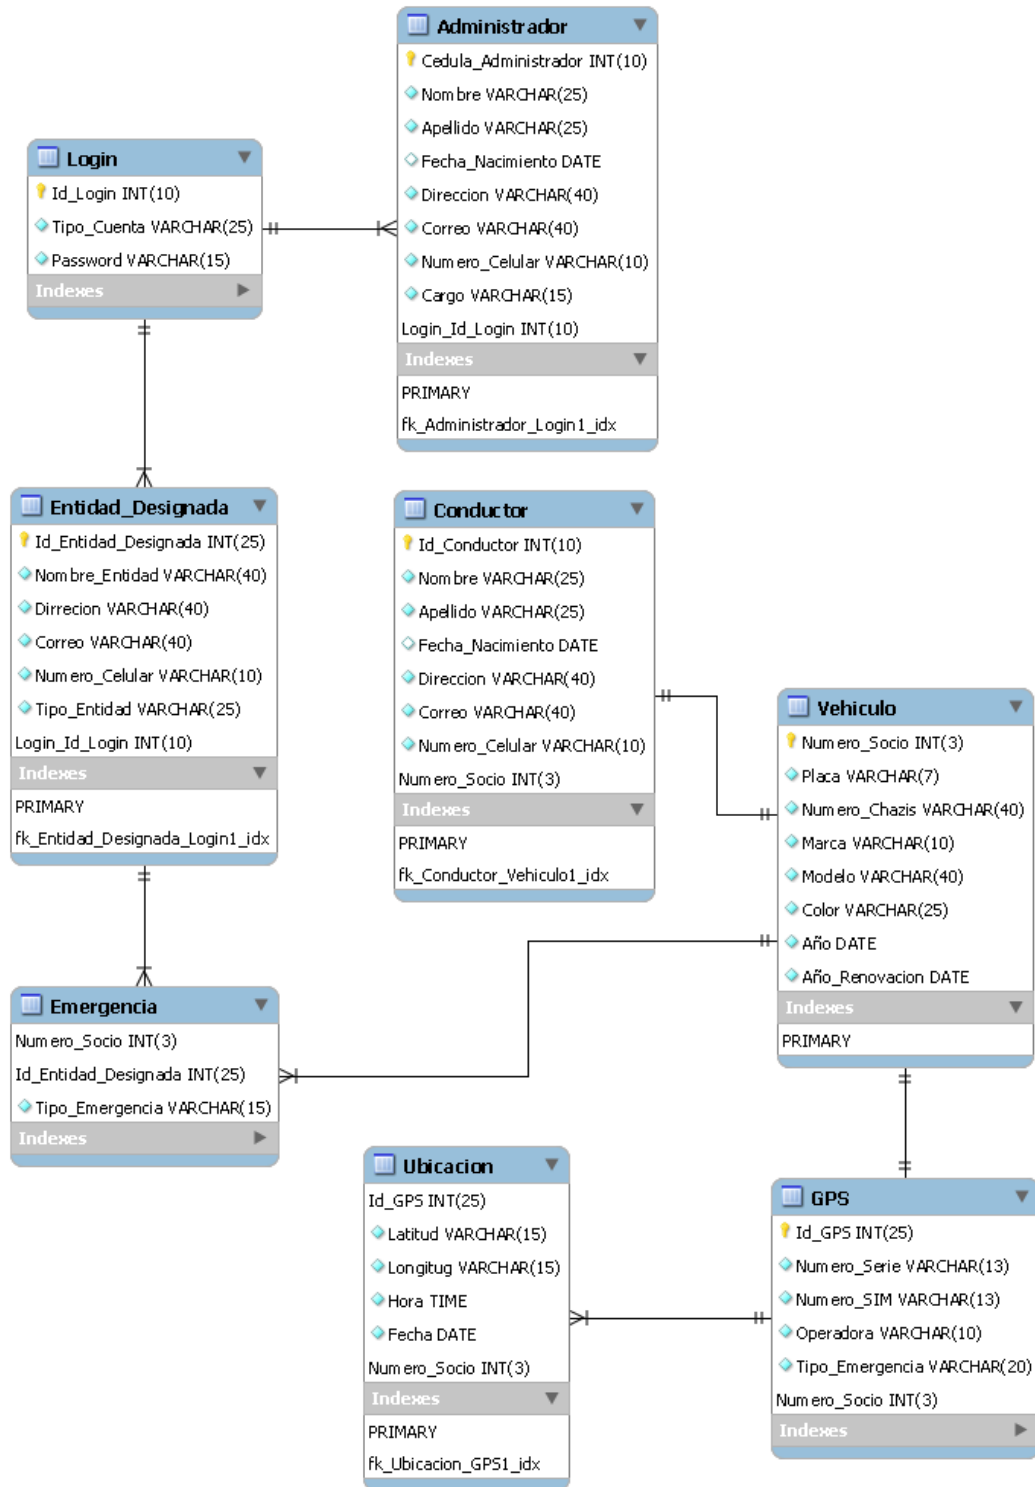 Administrador
Cedula_Administrador INT(10)
Nombre VARCHAR(25)
Apellido VARCHAR(25)
Fecha_Nacimiento DATE
Direccion VARCHAR(40)
Correo VARCHAR(40)
Numero_Celular VARCHAR(10)
Cargo VARCHAR(15)
Login_Id_Login INT(10)
Indexes
PRIMARY
fk_Administrador_Login1_idx
Login
Id_Login INT(10)
Tipo_Cuenta VARCHAR(25)
Password VARCHAR(15)
Indexes
Entidad_Designada
Id_Entidad_Designada INT(25)
Nombre_Entidad VARCHAR(40)
Dirrecion VARCHAR(40)
Correo VARCHAR(40)
Numero_Celular VARCHAR(10)
Tipo_Entidad VARCHAR(25)
Login_Id_Login INT(10)
Indexes
PRIMARY
fk_Entidad_Designada_Login1_idx
Conductor
Id_Conductor INT(10)
Nombre VARCHAR(25)
Apellido VARCHAR(25)
Fecha_Nacimiento DATE
Direccion VARCHAR(40)
Correo VARCHAR(40)
Numero_Celular VARCHAR(10)
Numero_Socio INT(3)
Indexes
PRIMARY
fk_Conductor_Vehiculo1_idx
Vehiculo
Numero_Socio INT(3)
Placa VARCHAR(7)
Numero_Chazis VARCHAR(40)
Marca VARCHAR(10)
Modelo VARCHAR(40)
Color VARCHAR(25)
Año DATE
Año_Renovacion DATE
Indexes
PRIMARY
Emergencia
Numero_Socio INT(3)
Id_Entidad_Designada INT(25)
Tipo_Emergencia VARCHAR(15)
Indexes
Ubicacion
Id_GPS INT(25)
Latitud VARCHAR(15)
Longitug VARCHAR(15)
Hora TIME
Fecha DATE
Numero_Socio INT(3)
Indexes
PRIMARY
fk_Ubicacion_GPS1_idx
GPS
Id_GPS INT(25)
Numero_Serie VARCHAR(13)
Numero_SIM VARCHAR(13)
Operadora VARCHAR(10)
Tipo_Emergencia VARCHAR(20)
Numero_Socio INT(3)
Indexes